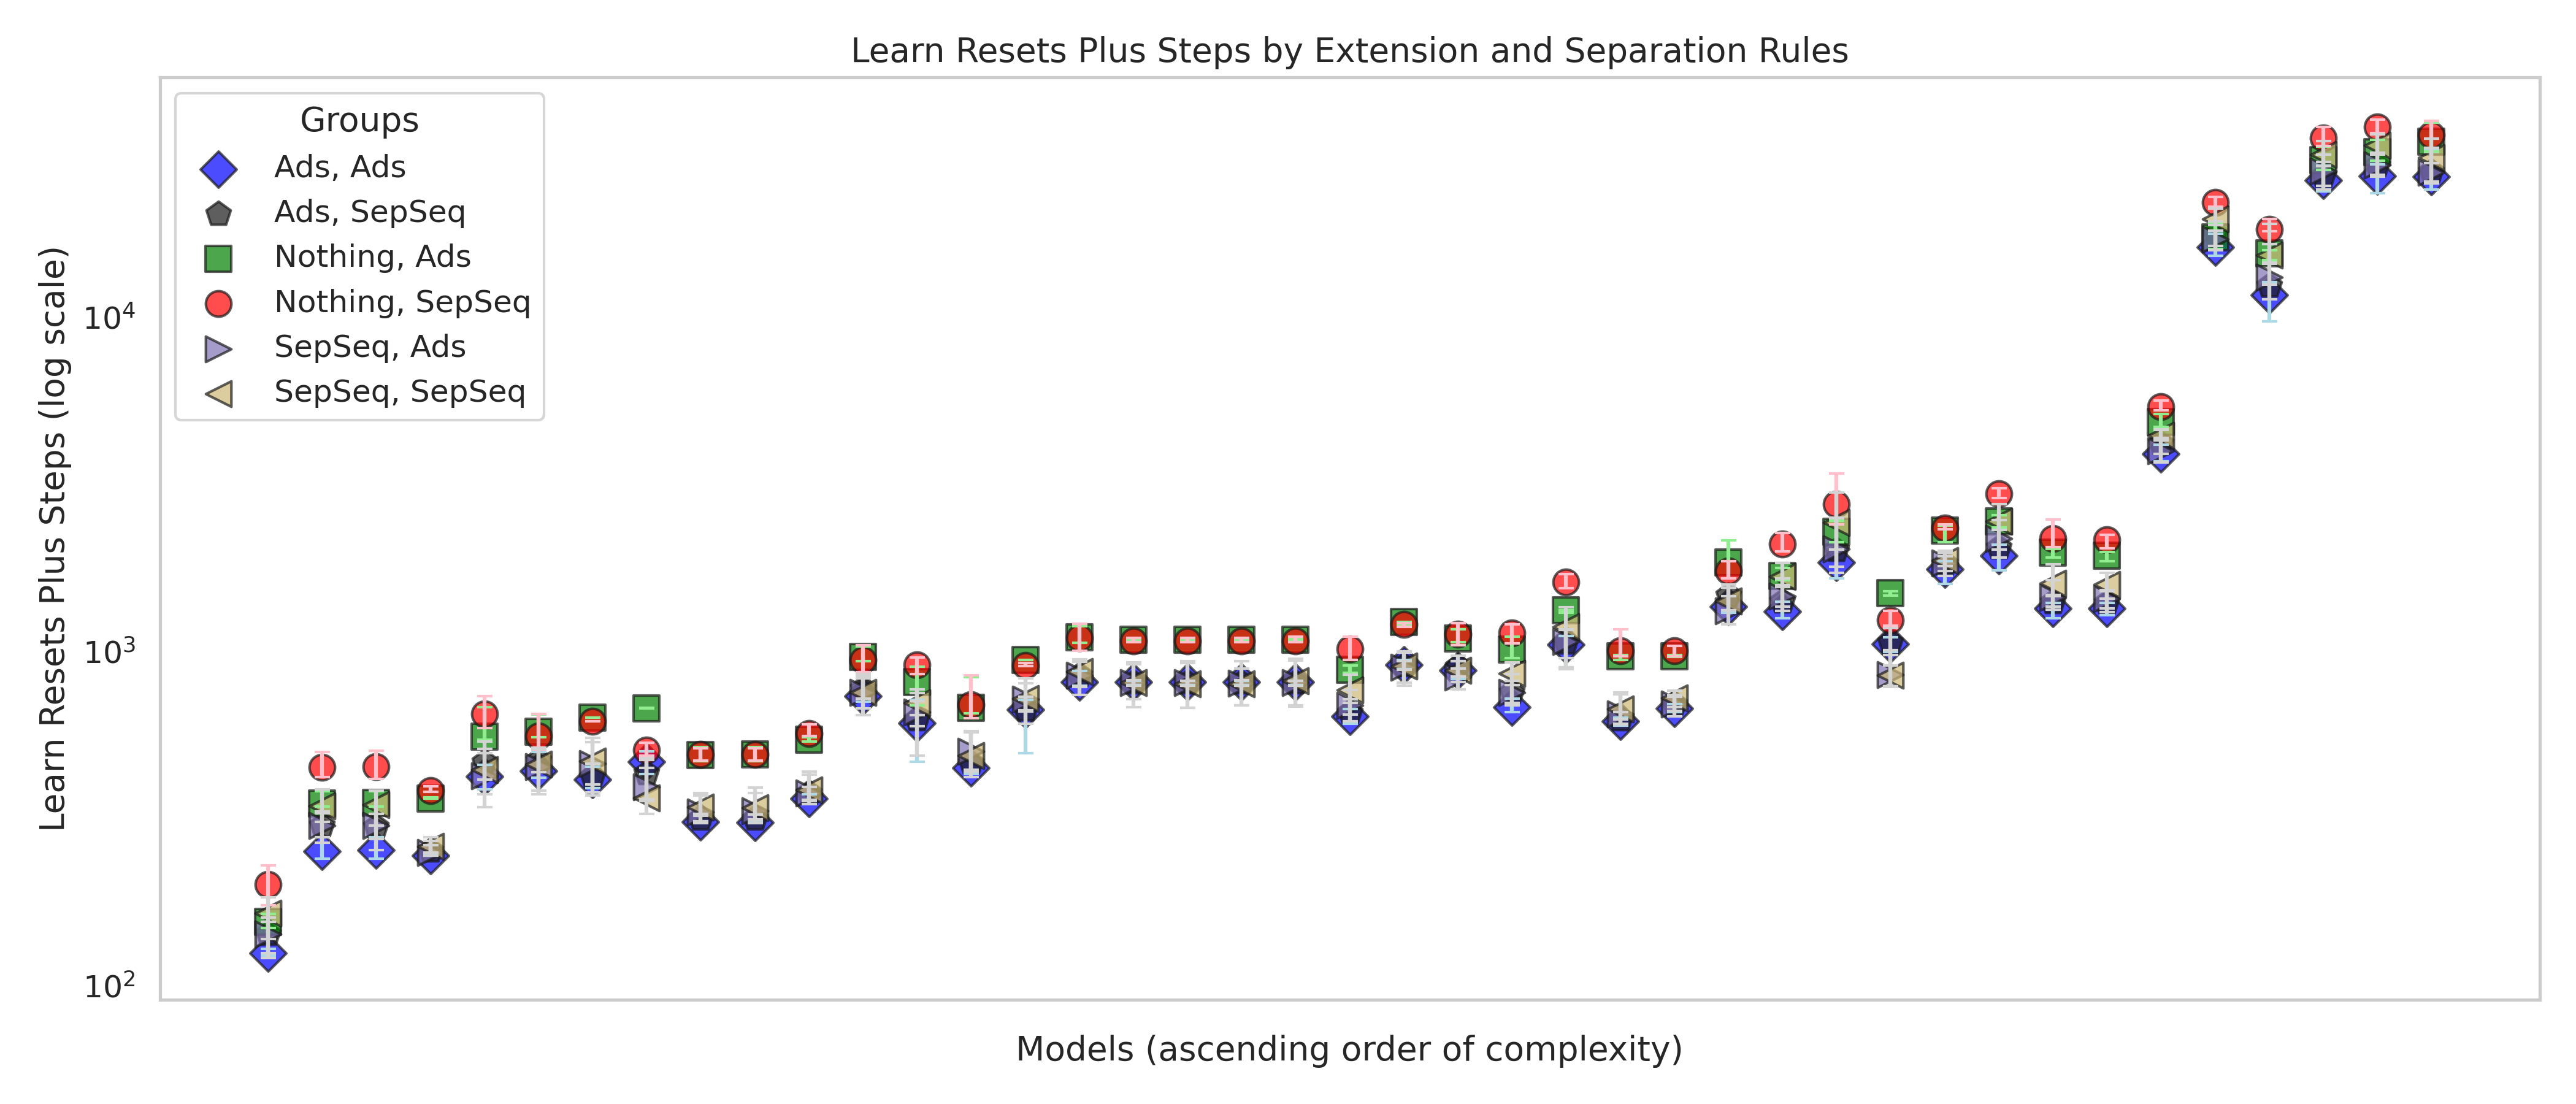 Learn Resets Plus Steps by Extension and Separation Rules
Learn Resets Plus Steps (log scale)
10⁴
10³
10²
Groups
Ads, Ads
Ads, SepSeq
Nothing, Ads
Nothing, SepSeq
SepSeq, Ads
SepSeq, SepSeq
Models (ascending order of complexity)